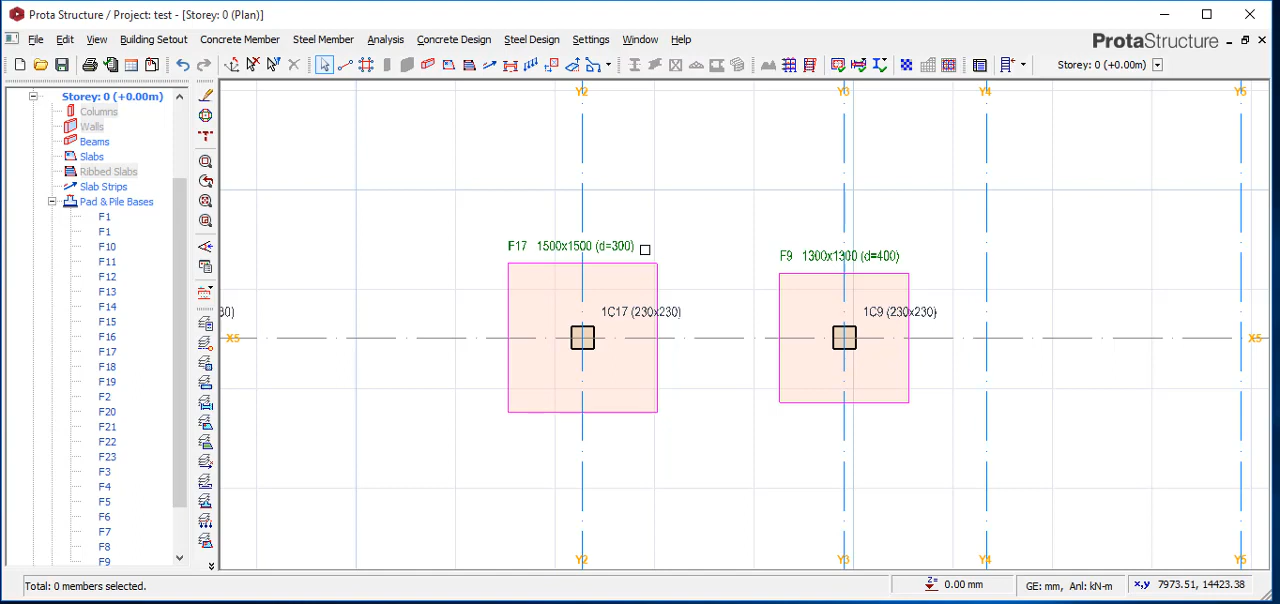 Prota Structure / Project: test - [Storey: 0 (Plan)]
File Edit View Building Setout Concrete Member Steel Member Analysis Concrete Design Steel Design Settings Window Help
ProtaStructure
Storey: 0 (+0.00m)
Storey: 0 (+0.00m)
Columns
Walls
Beams
Slabs
Ribbed Slabs
Slab Strips
Pad & Pile Bases
F1
F1
F10
F11
F12
F13
F14
F15
F16
F17
F18
F19
F2
F20
F21
F22
F23
F3
F4
F5
F6
F7
F8
F9
Y2 Y3 Y4 Y5
F17 1500x1500 (d=300)
F9 1300x1300 (d=400)
30) 1C17 (230x230) 1C9 (230x230)
X5 X5
Y2 Y3 Y4 Y5
Total: 0 members selected.
Z= 0.00 mm
GE: mm, Anl: kN-m
x,y 7973.51, 14423.38